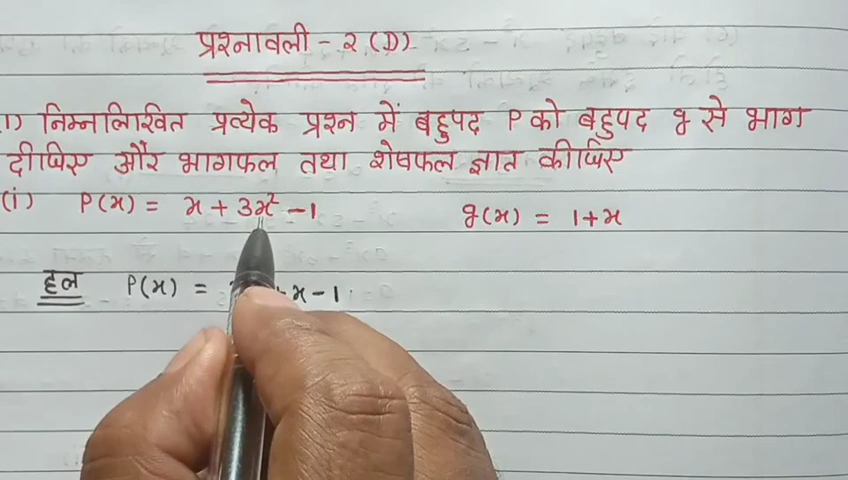 प्रश्नावली - २ (D)
1) निम्नलिखित प्रत्येक प्रश्न में बहुपद P को बहुपद g से भाग
दीजिए और भागफल तथा शेषफल ज्ञात कीजिए
(i) P(x) = x + 3x² - 1 g(x) = 1+x
हल P(x) = x - 1